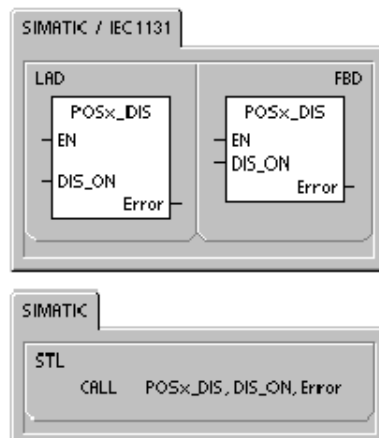 SIMATIC / IEC1131
LAD
FBD
POSx_DIS
EN
DIS_ON
Error
POSx_DIS
EN
DIS_ON
Error
SIMATIC
STL
CALL POSx_DIS, DIS_ON, Error